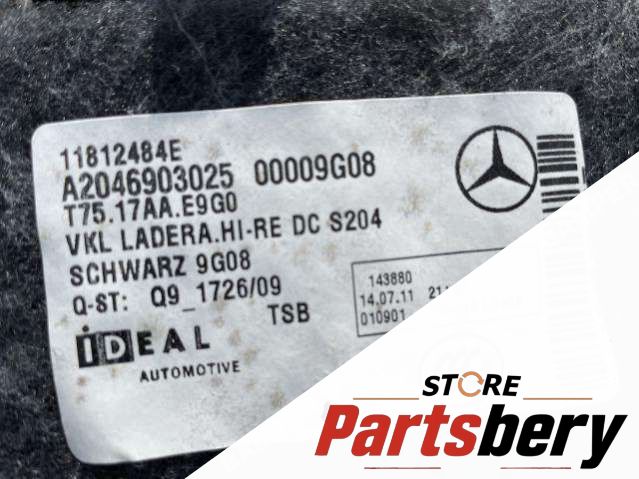 11812484E
A2046903025 00009G08
T75.17AA.E9G0
VKL LADERA.HI-RE DC S204
SCHWARZ 9G08
Q-ST: Q9_1726/09 TSB
143880
14.07.11
010901
iDEAL
AUTOMOTIVE
STORE
Partsbery